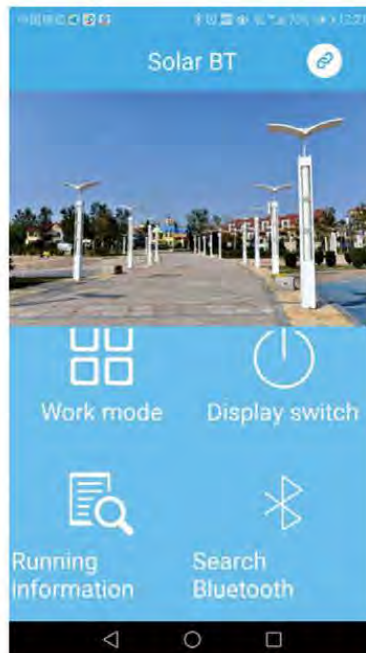 Solar BT
Work mode
Display switch
Running
Information
Search
Bluetooth